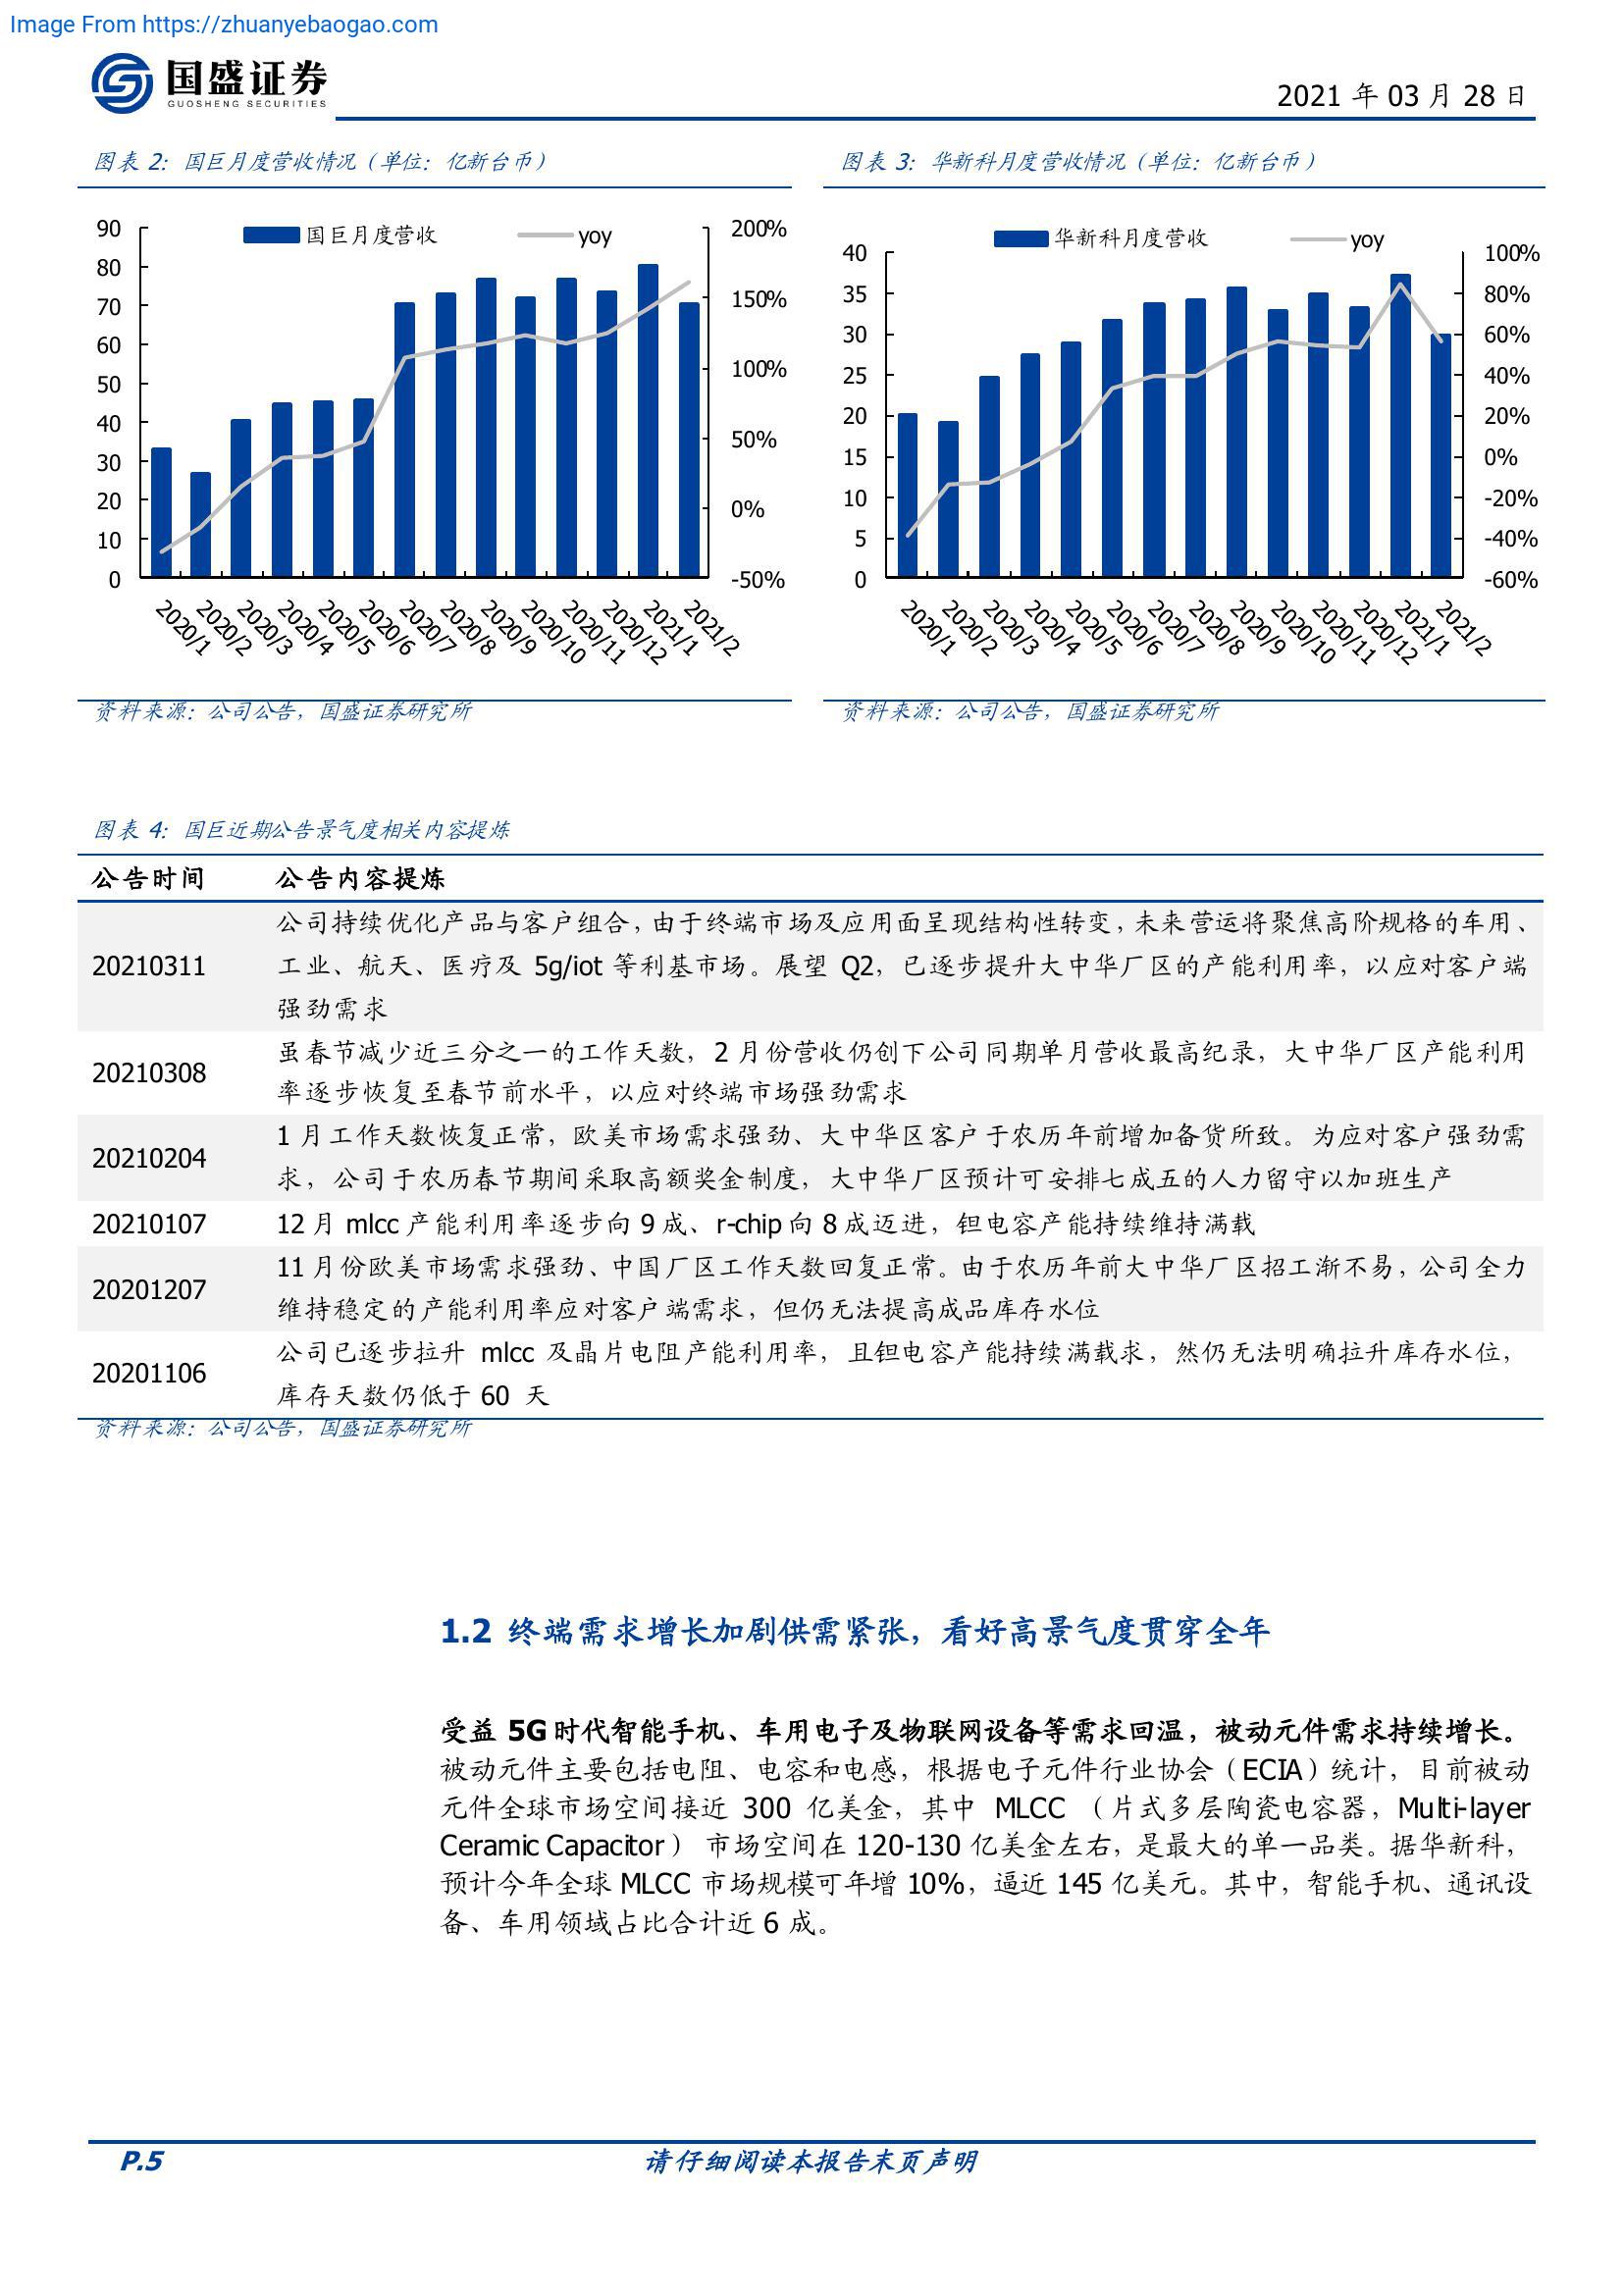 Image From https://zhuanyebaogao.com
国盛证券
GUOSHENG SECURITIES
2021 年 03 月 28 日
图表 2：国巨月度营收情况（单位：亿新台币）
国巨月度营收
yoy
90
80
70
60
50
40
30
20
10
0
200%
150%
100%
50%
0%
-50%
2020/1
2020/2
2020/3
2020/4
2020/5
2020/6
2020/7
2020/8
2020/9
2020/10
2020/11
2020/12
2021/1
2021/2
资料来源：公司公告，国盛证券研究所
图表 3：华新科月度营收情况（单位：亿新台币）
华新科月度营收
yoy
40
35
30
25
20
15
10
5
0
100%
80%
60%
40%
20%
0%
-20%
-40%
-60%
2020/1
2020/2
2020/3
2020/4
2020/5
2020/6
2020/7
2020/8
2020/9
2020/10
2020/11
2020/12
2021/1
2021/2
资料来源：公司公告，国盛证券研究所
图表 4：国巨近期公告景气度相关内容提炼
公告时间 公告内容提炼
20210311
公司持续优化产品与客户组合，由于终端市场及应用面呈现结构性转变，未来营运将聚焦高阶规格的车用、
工业、航天、医疗及 5g/iot 等利基市场。展望 Q2，已逐步提升大中华厂区的产能利用率，以应对客户端
强劲需求
20210308
虽春节减少近三分之一的工作天数，2 月份营收仍创下公司同期单月营收最高纪录，大中华厂区产能利用
率逐步恢复至春节前水平，以应对终端市场强劲需求
20210204
1 月工作天数恢复正常，欧美市场需求强劲、大中华区客户于农历年前增加备货所致。为应对客户强劲需
求，公司于农历春节期间采取高额奖金制度，大中华厂区预计可安排七成五的人力留守以加班生产
20210107 12 月 mlcc 产能利用率逐步向 9 成、r-chip 向 8 成迈进，钽电容产能持续维持满载
20201207
11 月份欧美市场需求强劲、中国厂区工作天数回复正常。由于农历年前大中华厂区招工渐不易，公司全力
维持稳定的产能利用率应对客户端需求，但仍无法提高成品库存水位
20201106
公司已逐步拉升 mlcc 及晶片电阻产能利用率，且钽电容产能持续满载求，然仍无法明确拉升库存水位，
库存天数仍低于 60 天
资料来源：公司公告，国盛证券研究所
1.2 终端需求增长加剧供需紧张，看好高景气度贯穿全年
受益 5G 时代智能手机、车用电子及物联网设备等需求回温，被动元件需求持续增长。
被动元件主要包括电阻、电容和电感，根据电子元件行业协会（ECIA）统计，目前被动
元件全球市场空间接近 300 亿美金，其中 MLCC （片式多层陶瓷电容器，Multi-layer
Ceramic Capacitor） 市场空间在 120-130 亿美金左右，是最大的单一品类。据华新科，
预计今年全球 MLCC 市场规模可年增 10%，逼近 145 亿美元。其中，智能手机、通讯设
备、车用领域占比合计近 6 成。
P.5
请仔细阅读本报告末页声明